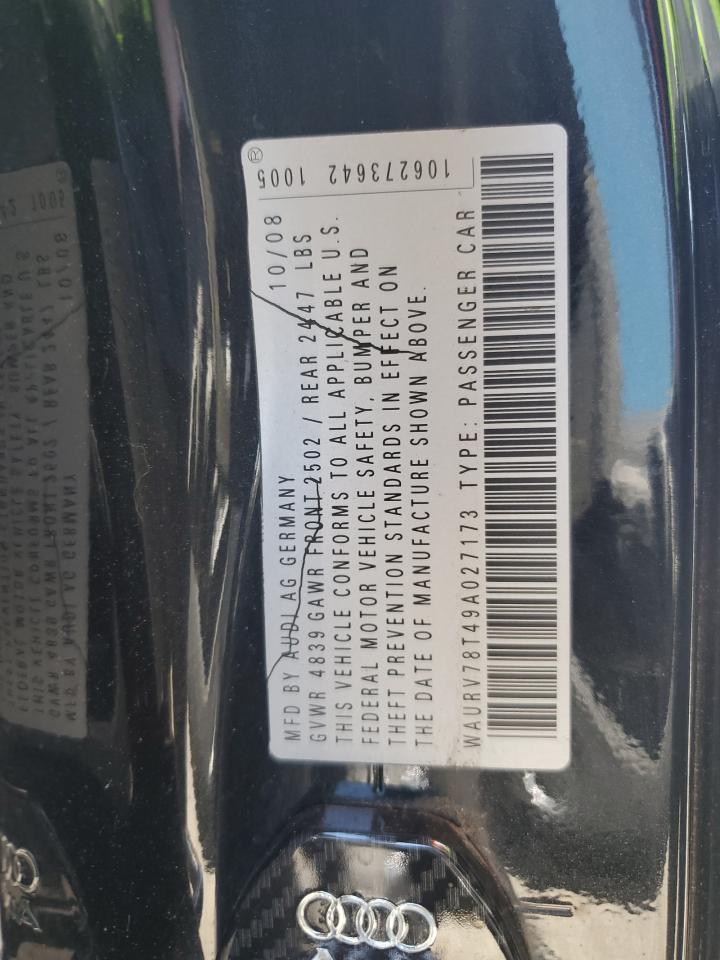 MFD BY AUDI AG GERMANY 10/08
GVWR 4839 GAWR FRONT 2502 / REAR 2447 LBS
THIS VEHICLE CONFORMS TO ALL APPLICABLE U.S.
FEDERAL MOTOR VEHICLE SAFETY, BUMPER AND
THEFT PREVENTION STANDARDS IN EFFECT ON
THE DATE OF MANUFACTURE SHOWN ABOVE.
WAURV78T49A027173 TYPE: PASSENGER CAR
106273642 1005 ®